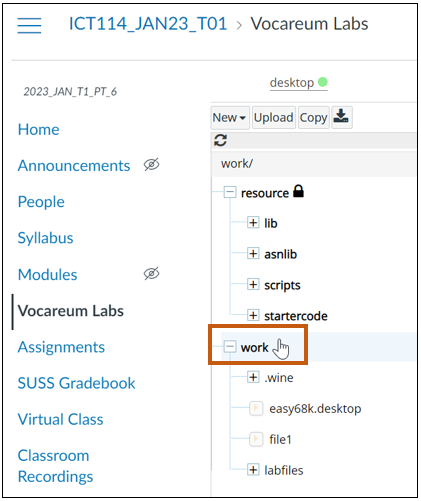 ICT114_JAN23_T01 > Vocareum Labs
2023_JAN_T1_PT_6
Home
Announcements
People
Syllabus
Modules
Vocareum Labs
Assignments
SUSS Gradebook
Virtual Class
Classroom
Recordings
desktop
New Upload Copy
work/
resource
lib
asnlib
scripts
startercode
work
.wine
easy68k.desktop
file1
labfiles